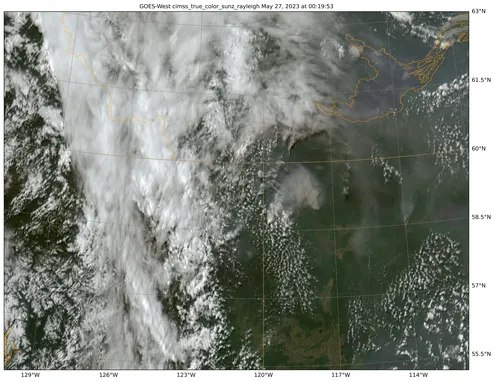 GOES-West cimss_true_color_sunz_rayleigh May 27, 2023 at 00:19:53
63°N
61.5°N
60°N
58.5°N
57°N
55.5°N
129°W
126°W
123°W
120°W
117°W
114°W